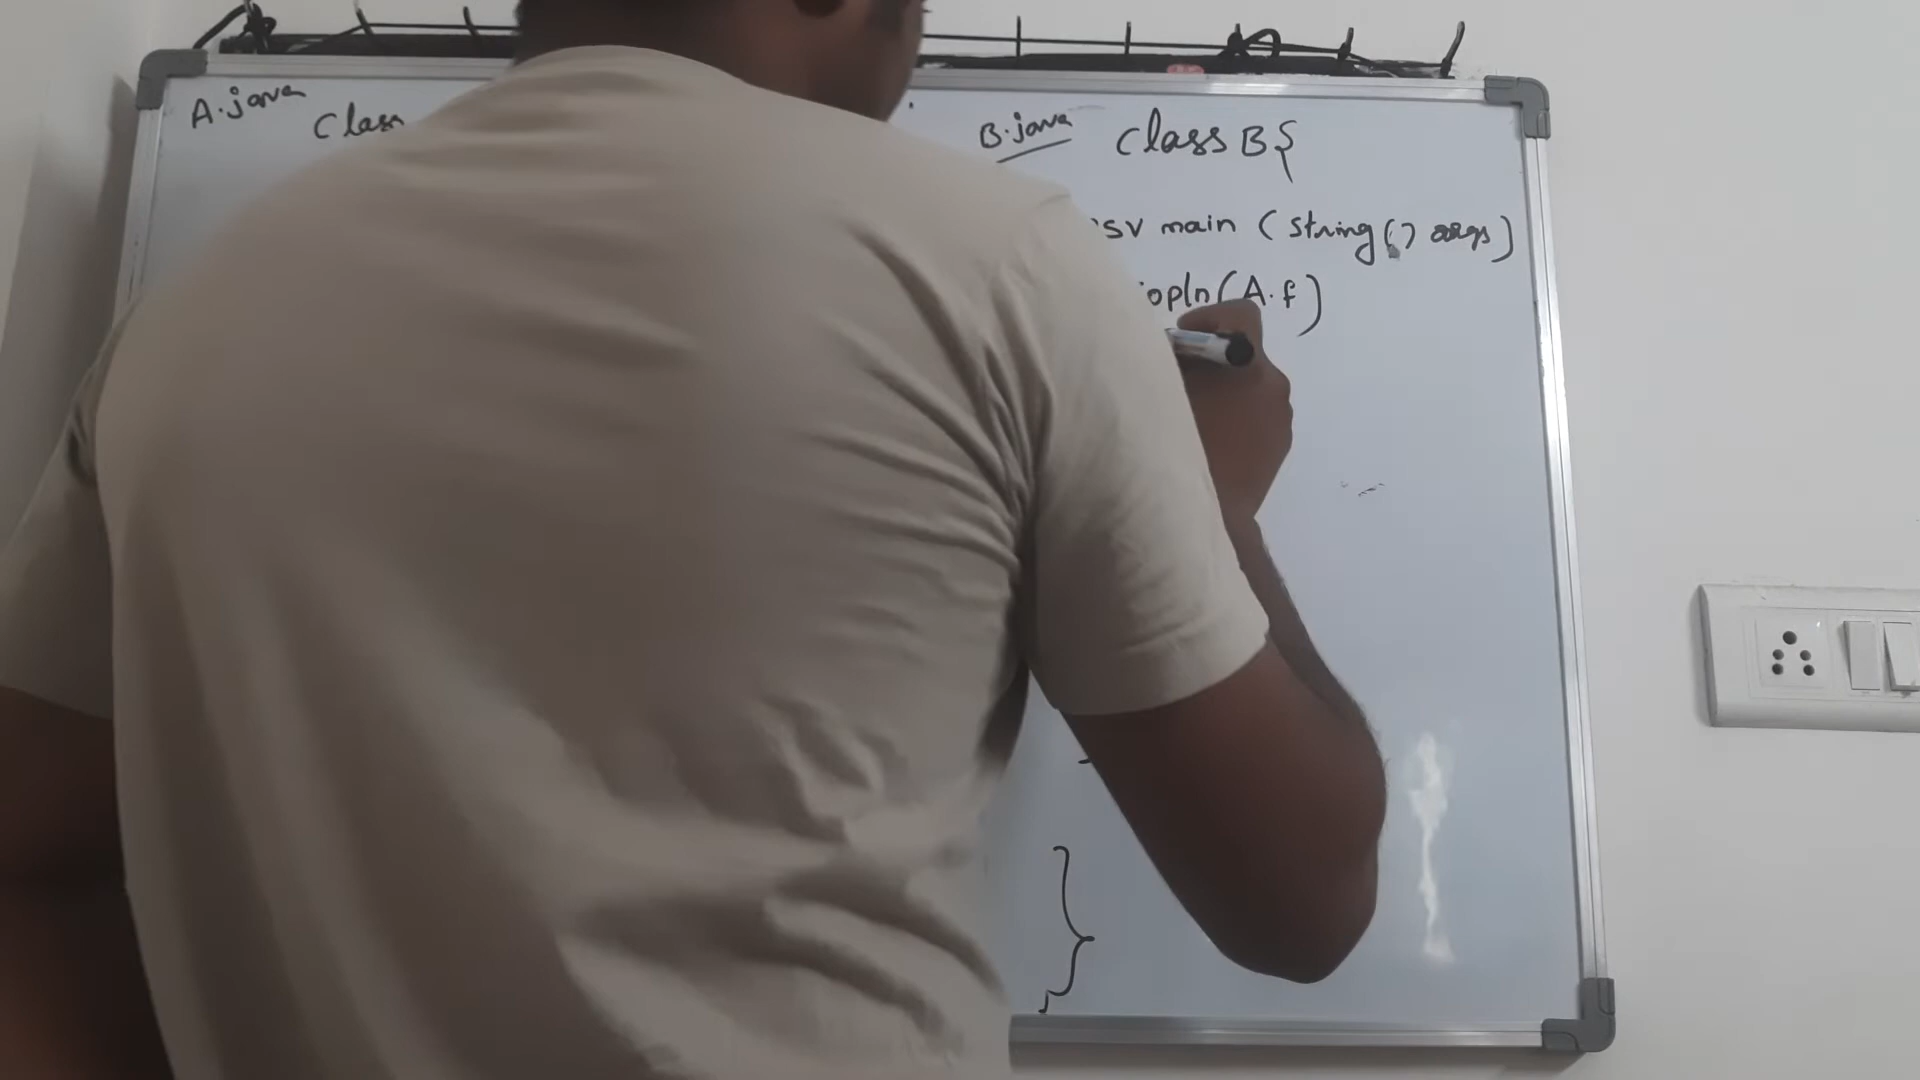 A.java
Class
B.java
class B{
sv main (string[] args)
opln(A.f)